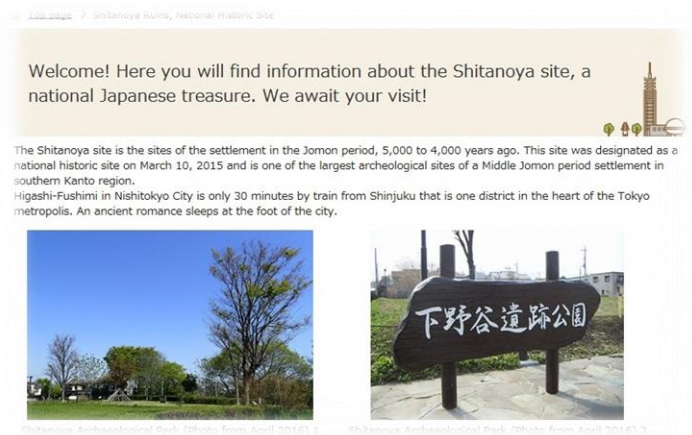 Top page > Shitanoya Ruins, National Historic Site
Welcome! Here you will find information about the Shitanoya site, a
national Japanese treasure. We await your visit!
The Shitanoya site is the sites of the settlement in the Jomon period, 5,000 to 4,000 years ago. This site was designated as a
national historic site on March 10, 2015 and is one of the largest archeological sites of a Middle Jomon period settlement in
southern Kanto region.
Higashi-Fushimi in Nishitokyo City is only 30 minutes by train from Shinjuku that is one district in the heart of the Tokyo
metropolis. An ancient romance sleeps at the foot of the city.
下野谷遺跡公園
Shitanoya Archaeological Park (Photo from April 2016) 1
Shitanoya Archaeological Park (Photo from April 2016) 2